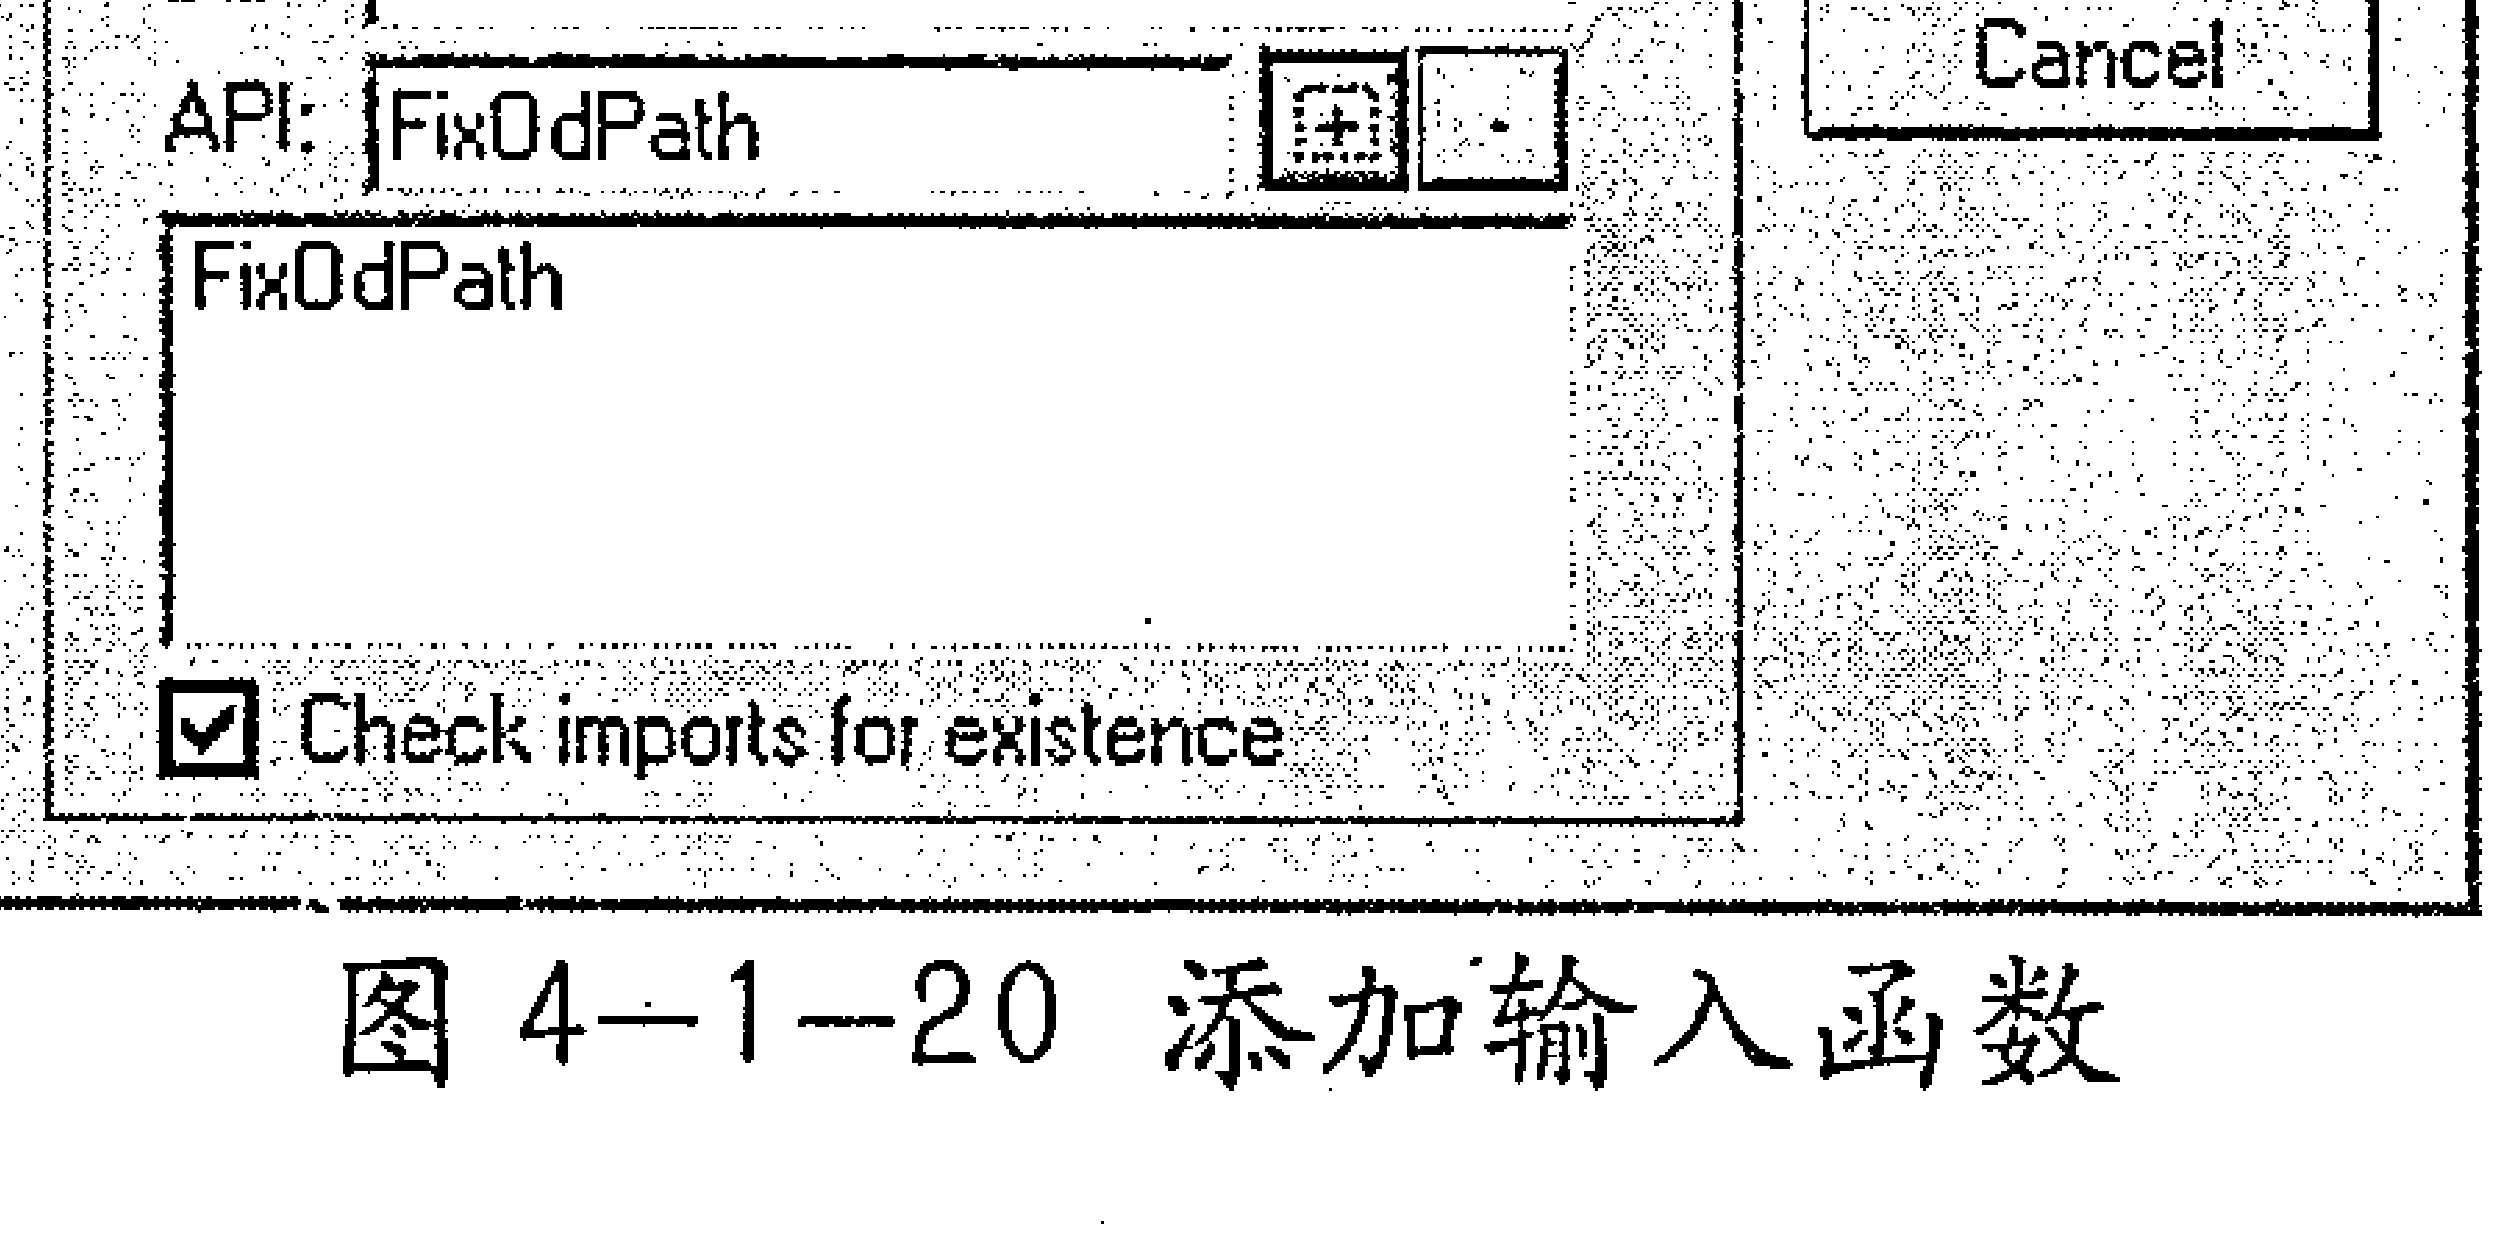 Cancel
API: FixOdPath + -
FixOdPath
Check imports for existence
图 4—1—20 添加输入函数